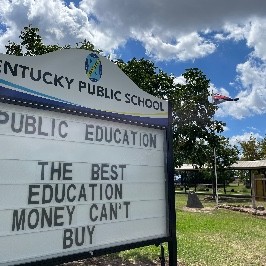 ENTUCKY PUBLIC SCHOOL
PUBLIC EDUCATION
THE BEST
EDUCATION
MONEY CAN'T
BUY